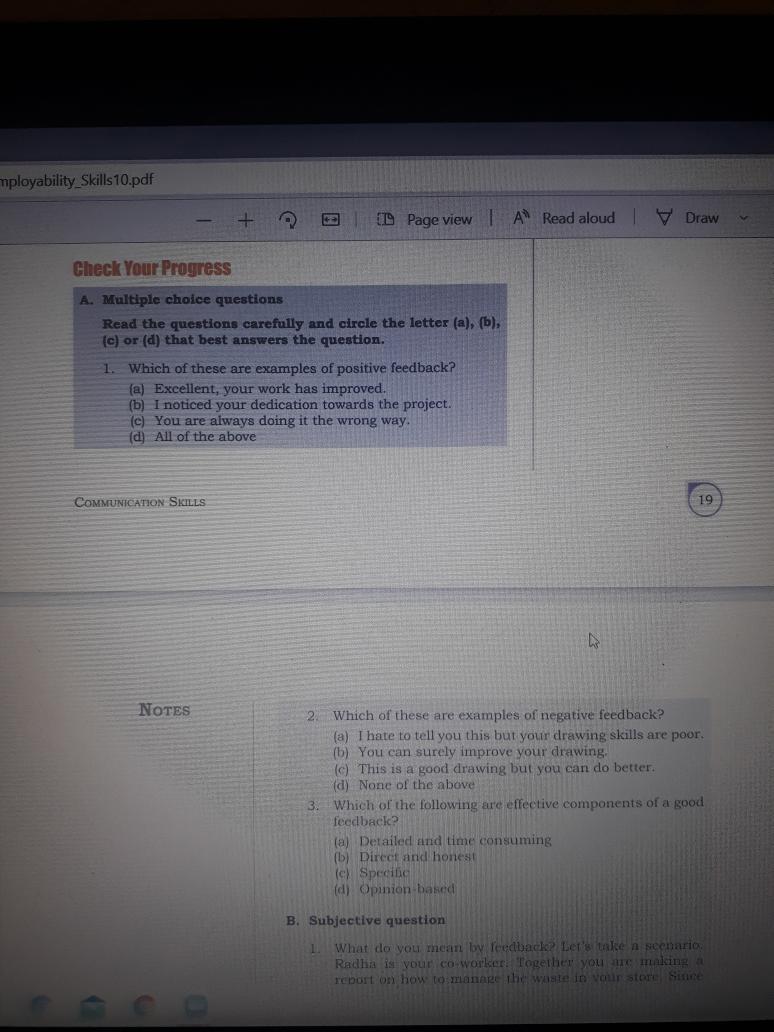 mployability_Skills10.pdf
Page view
Read aloud
Draw
Check Your Progress
A. Multiple choice questions
Read the questions carefully and circle the letter (a), (b),
(c) or (d) that best answers the question.
1. Which of these are examples of positive feedback?
(a) Excellent, your work has improved.
(b) I noticed your dedication towards the project.
(c) You are always doing it the wrong way.
(d) All of the above
COMMUNICATION SKILLS
19
NOTES
2. Which of these are examples of negative feedback?
(a) I hate to tell you this but your drawing skills are poor.
(b) You can surely improve your drawing.
(c) This is a good drawing but you can do better.
(d) None of the above
3. Which of the following are effective components of a good
feedback?
(a) Detailed and time consuming
(b) Direct and honest
(c) Specific
(d) Opinion-based
B. Subjective question
1. What do you mean by feedback? Let's take a scenario.
Radha is your co-worker. Together you are making a
report on how to manage the waste in your store. Since